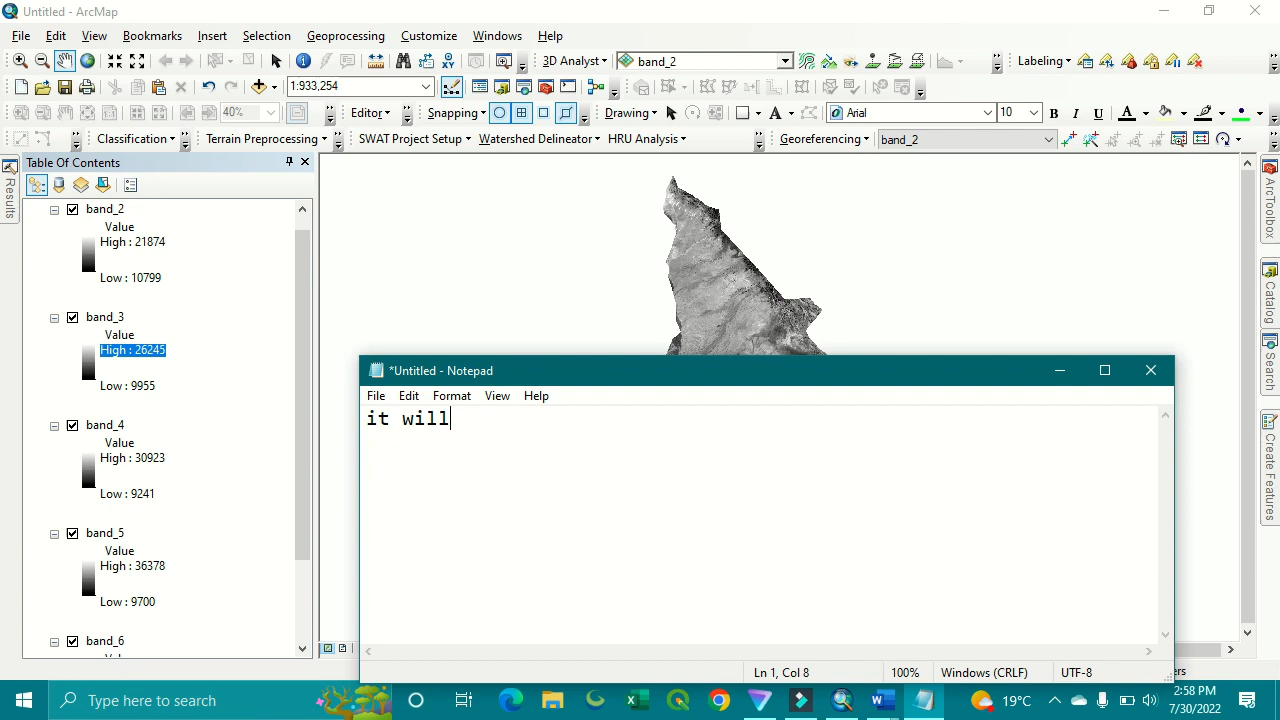 Untitled - ArcMap
File Edit View Bookmarks Insert Selection Geoprocessing Customize Windows Help
3D Analyst band_2 Labeling
1:933,254
40% Editor Snapping Drawing Arial 10 B I U A
Classification Terrain Preprocessing SWAT Project Setup Watershed Delineator HRU Analysis Georeferencing band_2
Table Of Contents
Results
band_2
Value
High : 21874
Low : 10799
band_3
Value
High : 26245
Low : 9955
band_4
Value
High : 30923
Low : 9241
band_5
Value
High : 36378
Low : 9700
band_6
ArcToolbox
Catalog
Search
Create Features
*Untitled - Notepad
File Edit Format View Help
it will
Ln 1, Col 8 100% Windows (CRLF) UTF-8
Type here to search
19°C
2:58 PM
7/30/2022